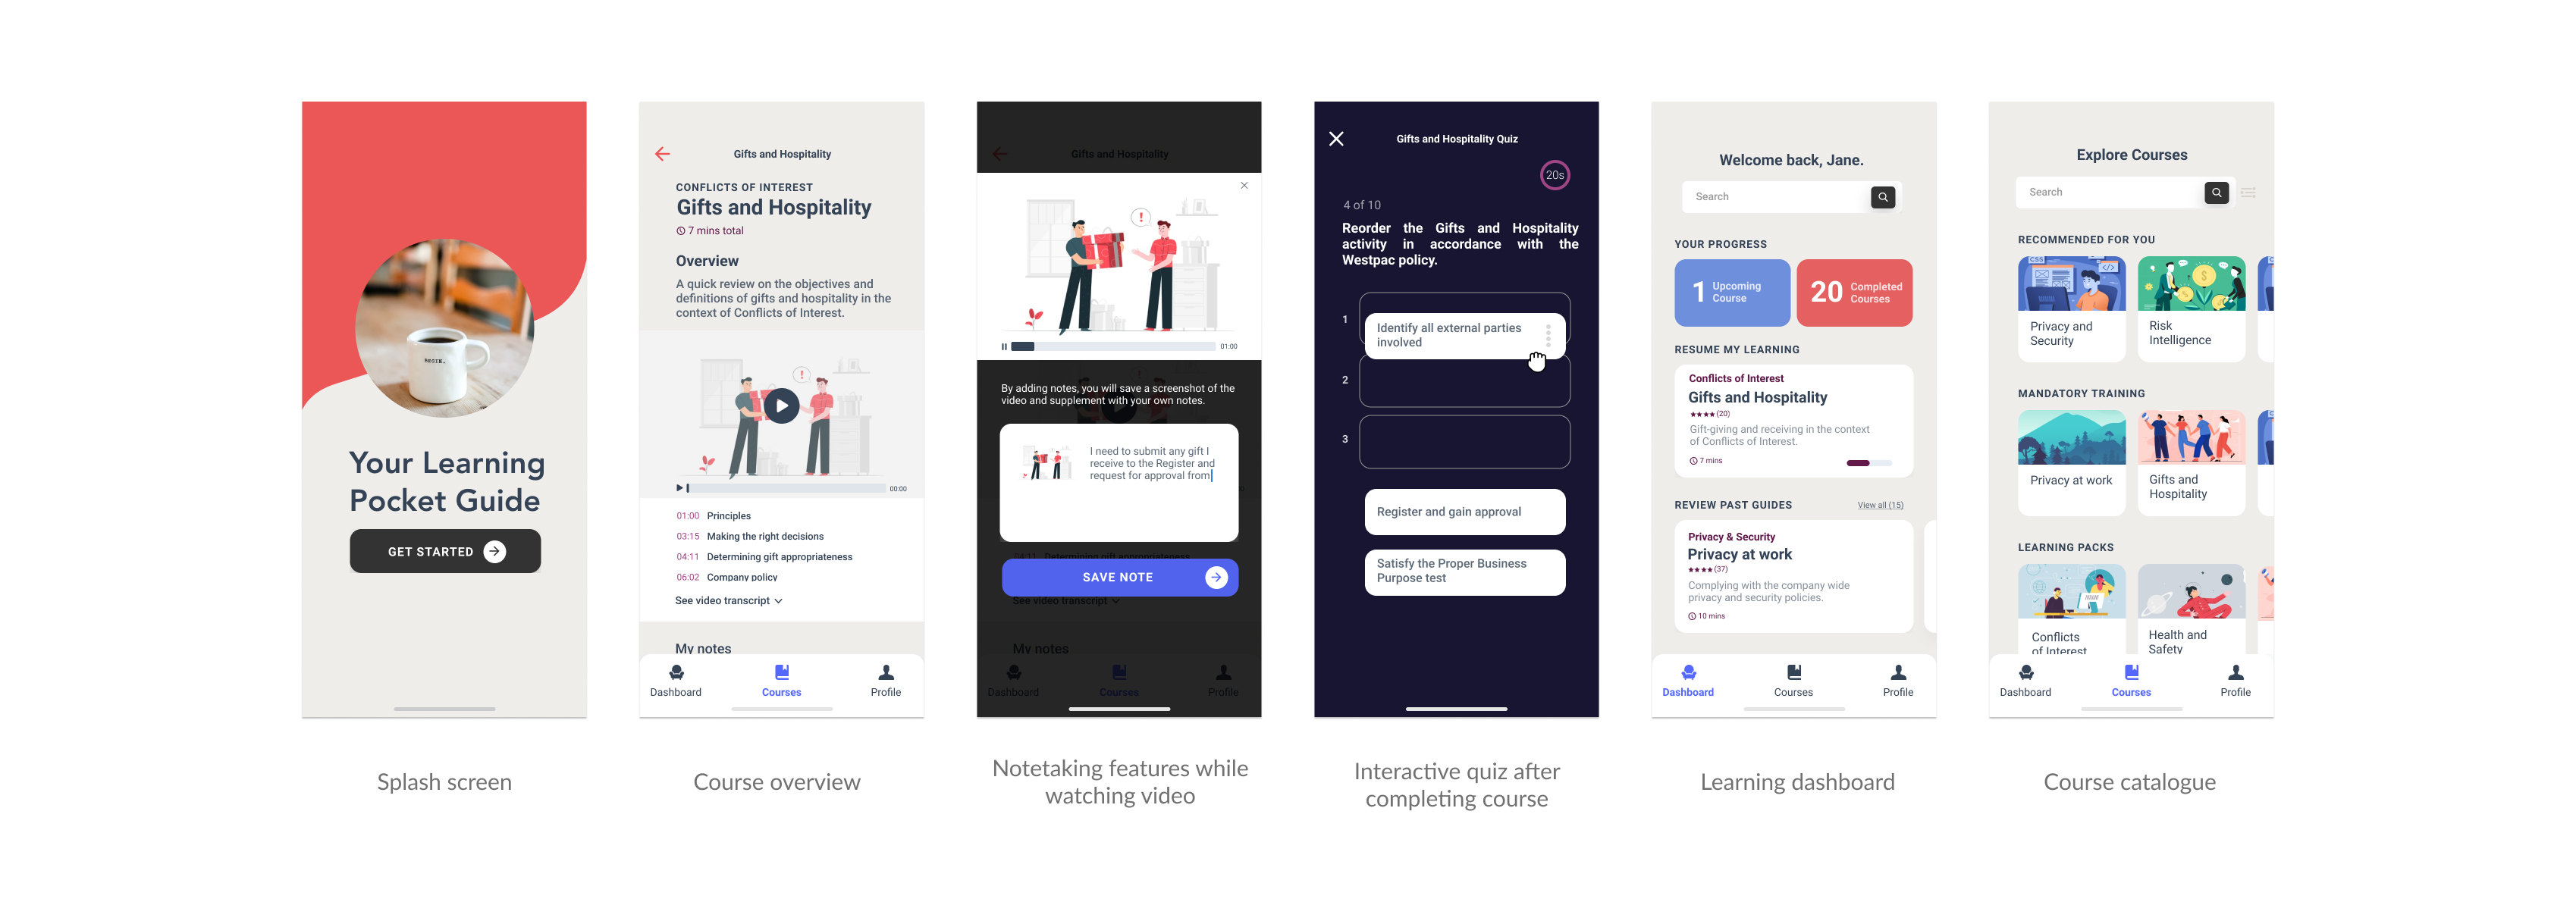 BEGIN.
Your Learning
Pocket Guide
GET STARTED
Splash screen
Gifts and Hospitality
CONFLICTS OF INTEREST
Gifts and Hospitality
7 mins total
Overview
A quick review on the objectives and
definitions of gifts and hospitality in the
context of Conflicts of Interest.
!
00:00
01:00 Principles
03:15 Making the right decisions
04:11 Determining gift appropriateness
06:02 Company policy
See video transcript
My notes
Dashboard
Courses
Profile
Course overview
Gifts and Hospitality
!
01:00
By adding notes, you will save a screenshot of the
video and supplement with your own notes.
I need to submit any gift I
receive to the Register and
request for approval from
04:11 Determining gift appropriateness
SAVE NOTE
See video transcript
My notes
Dashboard
Courses
Profile
Notetaking features while
watching video
Gifts and Hospitality Quiz
20s
4 of 10
Reorder the Gifts and Hospitality
activity in accordance with the
Westpac policy.
1
Identify all external parties
involved
2
3
Register and gain approval
Satisfy the Proper Business
Purpose test
Interactive quiz after
completing course
Welcome back, Jane.
Search
YOUR PROGRESS
1 Upcoming
Course
20 Completed
Courses
RESUME MY LEARNING
Conflicts of Interest
Gifts and Hospitality
★★★★ (20)
Gift-giving and receiving in the context
of Conflicts of Interest.
7 mins
REVIEW PAST GUIDES
View all (15)
Privacy & Security
Privacy at work
★★★★ (37)
Complying with the company wide
privacy and security policies.
10 mins
Dashboard
Courses
Profile
Learning dashboard
Explore Courses
Search
RECOMMENDED FOR YOU
CSS
</>
$
Privacy and
Security
Risk
Intelligence
MANDATORY TRAINING
Privacy at work
Gifts and
Hospitality
LEARNING PACKS
Conflicts
of Interest
Health and
Safety
Dashboard
Courses
Profile
Course catalogue